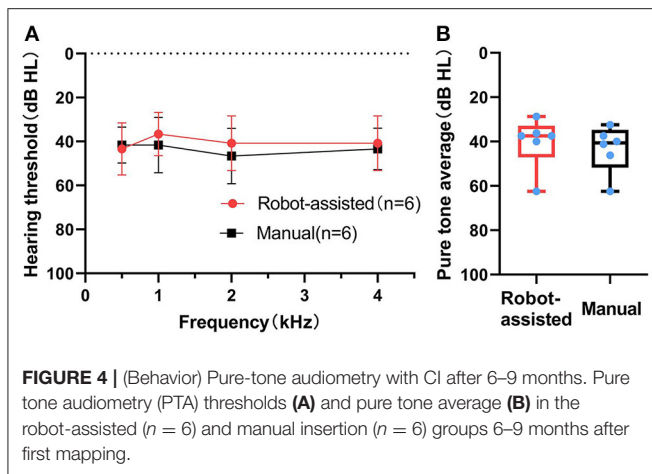 A
B
Hearing threshold(dB HL)
0
20
40
60
80
100
Robot-assisted(n=6)
Manual(n=6)
0
1
2
3
4
5
Frequency(kHz)
Pure tone average(dB HL)
0
20
40
60
80
100
Robot-
assisted
Manual
FIGURE 4 | (Behavior) Pure-tone audiometry with CI after 6–9 months. Pure
tone audiometry (PTA) thresholds (A) and pure tone average (B) in the
robot-assisted (n = 6) and manual insertion (n = 6) groups 6–9 months after
first mapping.